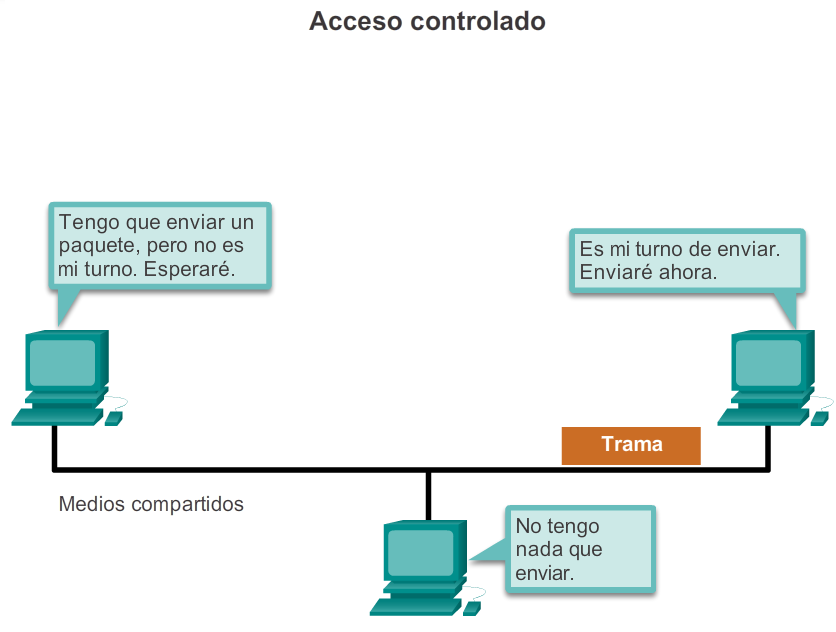 Acceso controlado
Tengo que enviar un
paquete, pero no es
mi turno. Esperaré.
Es mi turno de enviar.
Enviaré ahora.
Trama
Medios compartidos
No tengo
nada que
enviar.